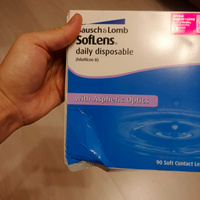 Bausch & Lomb
SofLens®
daily disposable
(hilafilcon B)
with Aspheric Optics
90 Soft Contact Le